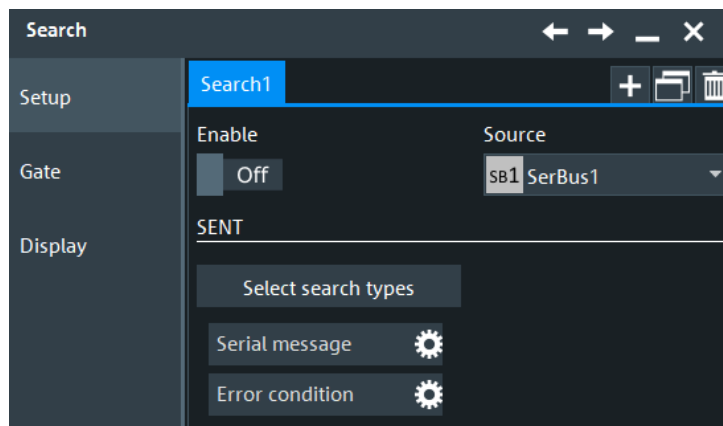 Search
Setup
Gate
Display
Search1
Enable
Source
Off
SB1 SerBus1
SENT
Select search types
Serial message
Error condition